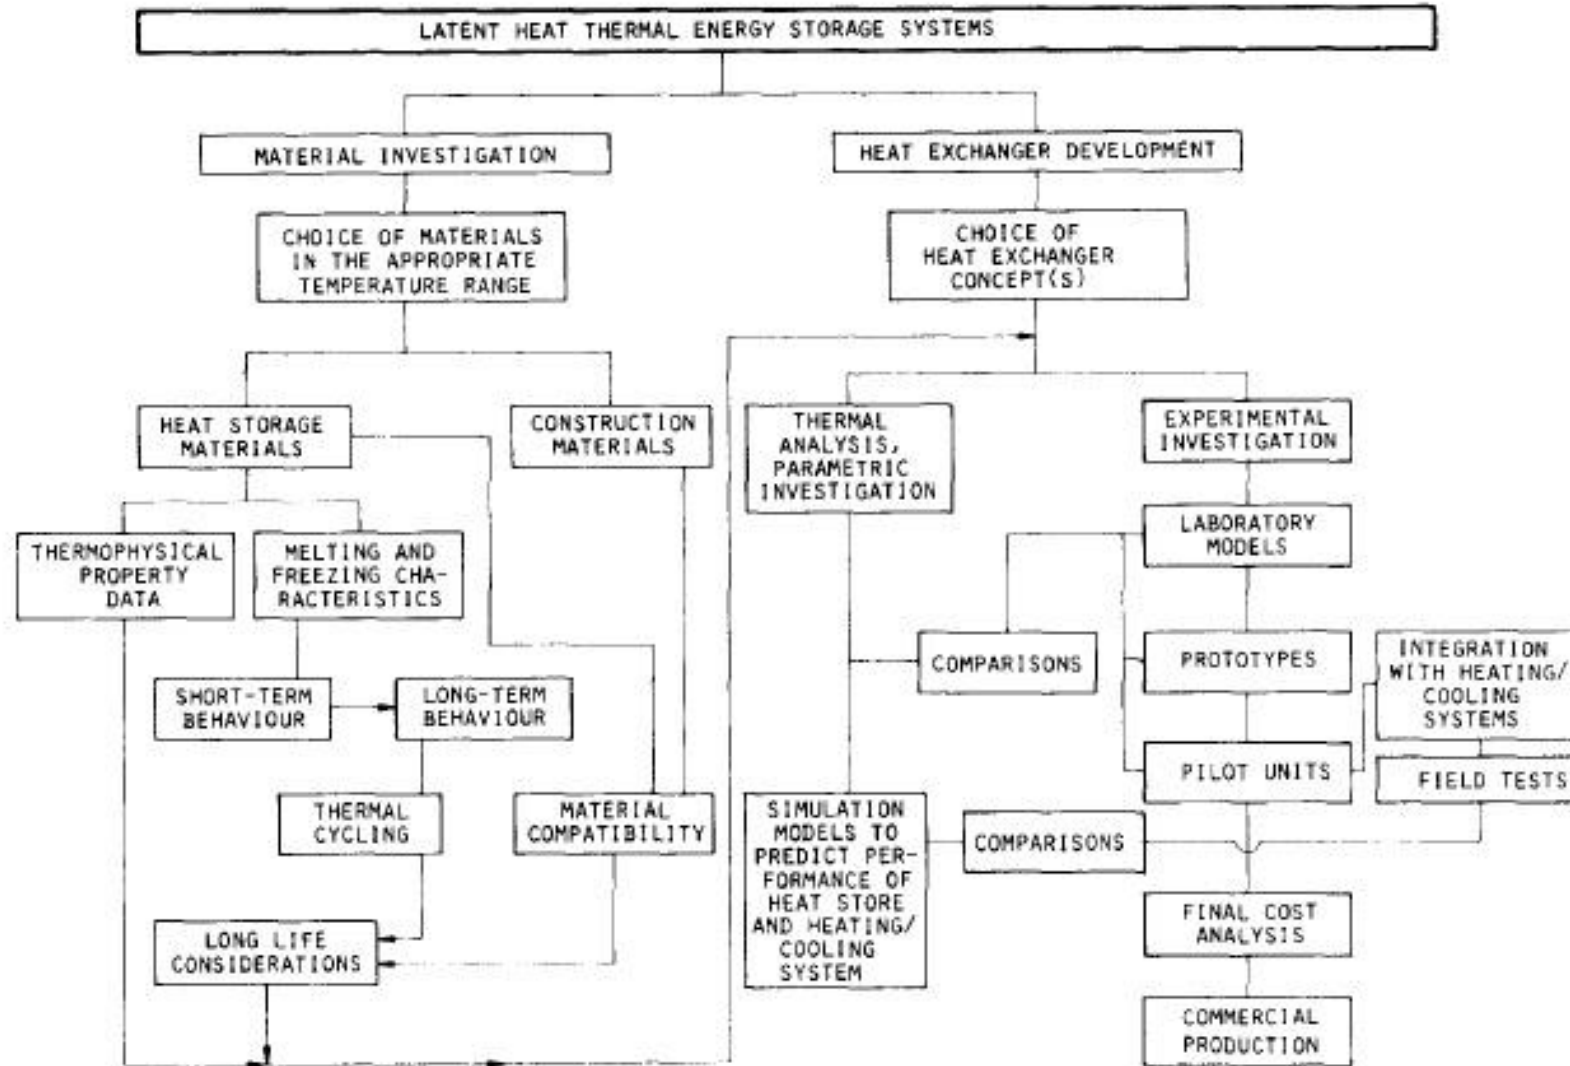 LATENT HEAT THERMAL ENERGY STORAGE SYSTEMS
MATERIAL INVESTIGATION
HEAT EXCHANGER DEVELOPMENT
CHOICE OF MATERIALS
IN THE APPROPRIATE
TEMPERATURE RANGE
CHOICE OF
HEAT EXCHANGER
CONCEPT(S)
HEAT STORAGE
MATERIALS
CONSTRUCTION
MATERIALS
THERMAL
ANALYSIS,
PARAMETRIC
INVESTIGATION
EXPERIMENTAL
INVESTIGATION
LABORATORY
MODELS
THERMOPHYSICAL
PROPERTY
DATA
MELTING AND
FREEZING CHA-
RACTERISTICS
COMPARISONS
PROTOTYPES
INTEGRATION
WITH HEATING/
COOLING
SYSTEMS
SHORT-TERM
BEHAVIOUR
LONG-TERM
BEHAVIOUR
PILOT UNITS
FIELD TESTS
THERMAL
CYCLING
MATERIAL
COMPATIBILITY
SIMULATION
MODELS TO
PREDICT PER-
FORMANCE OF
HEAT STORE
AND HEATING/
COOLING
SYSTEM
COMPARISONS
FINAL COST
ANALYSIS
LONG LIFE
CONSIDERATIONS
COMMERCIAL
PRODUCTION